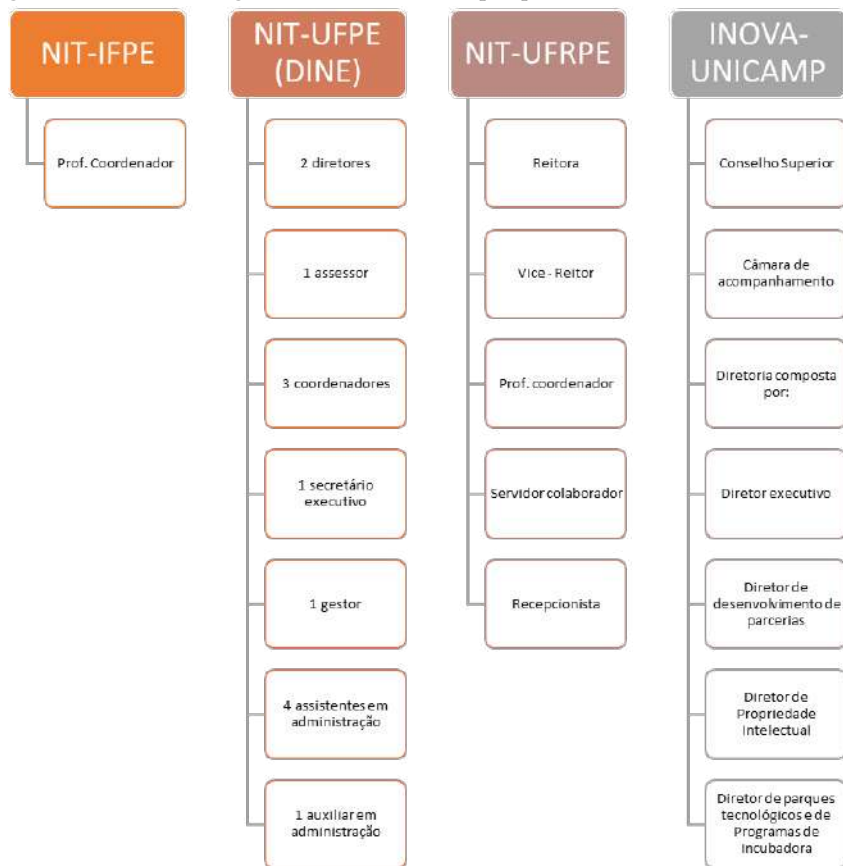 NIT-IFPE
Prof. Coordenador
NIT-UFPE
(DINE)
2 diretores
1 assessor
3 coordenadores
1 secretário
executivo
1 gestor
4 assistentes em
administração
1 auxiliar em
administração
NIT-UFRPE
Reitora
Vice - Reitor
Prof. coordenador
Servidor colaborador
Recepcionista
INOVA-
UNICAMP
Conselho Superior
Câmara de
acompanhamento
Diretoria composta
por:
Diretor executivo
Diretor de
desenvolvimento de
parcerias
Diretor de
Propriedade
Intelectual
Diretor de parques
tecnológicos e de
Programas de
Incubadora